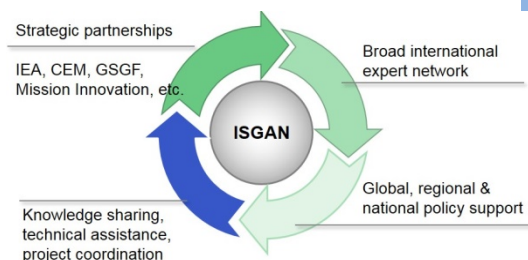 Strategic partnerships
IEA, CEM, GSGF,
Mission Innovation, etc.
Broad international
expert network
ISGAN
Global, regional &
national policy support
Knowledge sharing,
technical assistance,
project coordination